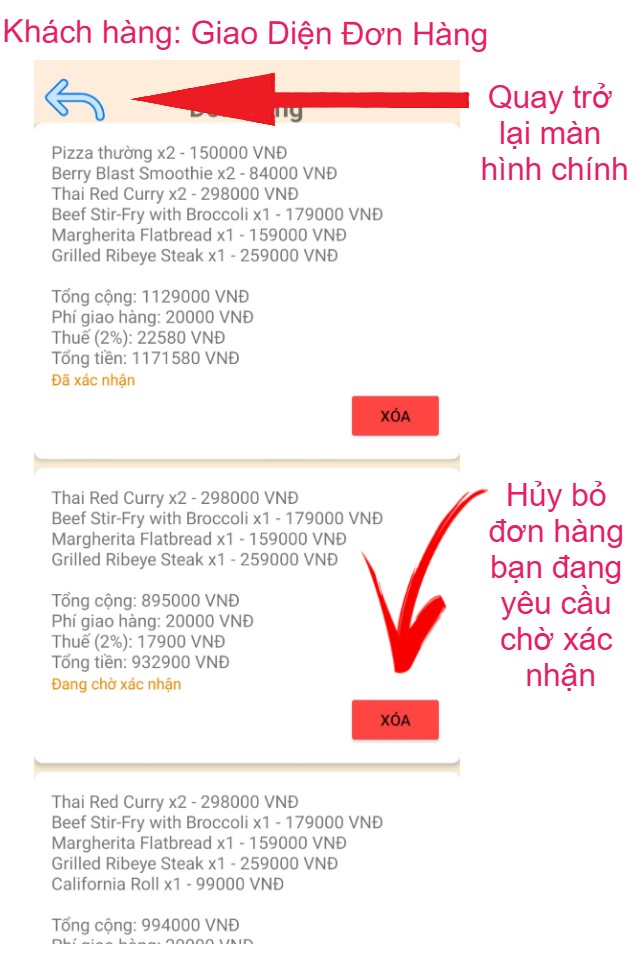 Khách hàng: Giao Diện Đơn Hàng
Quay trở
lại màn
hình chính
Pizza thường x2 - 150000 VNĐ
Berry Blast Smoothie x2 - 84000 VNĐ
Thai Red Curry x2 - 298000 VNĐ
Beef Stir-Fry with Broccoli x1 - 179000 VNĐ
Margherita Flatbread x1 - 159000 VNĐ
Grilled Ribeye Steak x1 - 259000 VNĐ
Tổng cộng: 1129000 VNĐ
Phí giao hàng: 20000 VNĐ
Thuế (2%): 22580 VNĐ
Tổng tiền: 1171580 VNĐ
Đã xác nhận
XÓA
Thai Red Curry x2 - 298000 VNĐ
Beef Stir-Fry with Broccoli x1 - 179000 VNĐ
Margherita Flatbread x1 - 159000 VNĐ
Grilled Ribeye Steak x1 - 259000 VNĐ
Tổng cộng: 895000 VNĐ
Phí giao hàng: 20000 VNĐ
Thuế (2%): 17900 VNĐ
Tổng tiền: 932900 VNĐ
Đang chờ xác nhận
XÓA
Hủy bỏ
đơn hàng
bạn đang
yêu cầu
chờ xác
nhận
Thai Red Curry x2 - 298000 VNĐ
Beef Stir-Fry with Broccoli x1 - 179000 VNĐ
Margherita Flatbread x1 - 159000 VNĐ
Grilled Ribeye Steak x1 - 259000 VNĐ
California Roll x1 - 99000 VNĐ
Tổng cộng: 994000 VNĐ
Phí giao hàng: 20000 VNĐ